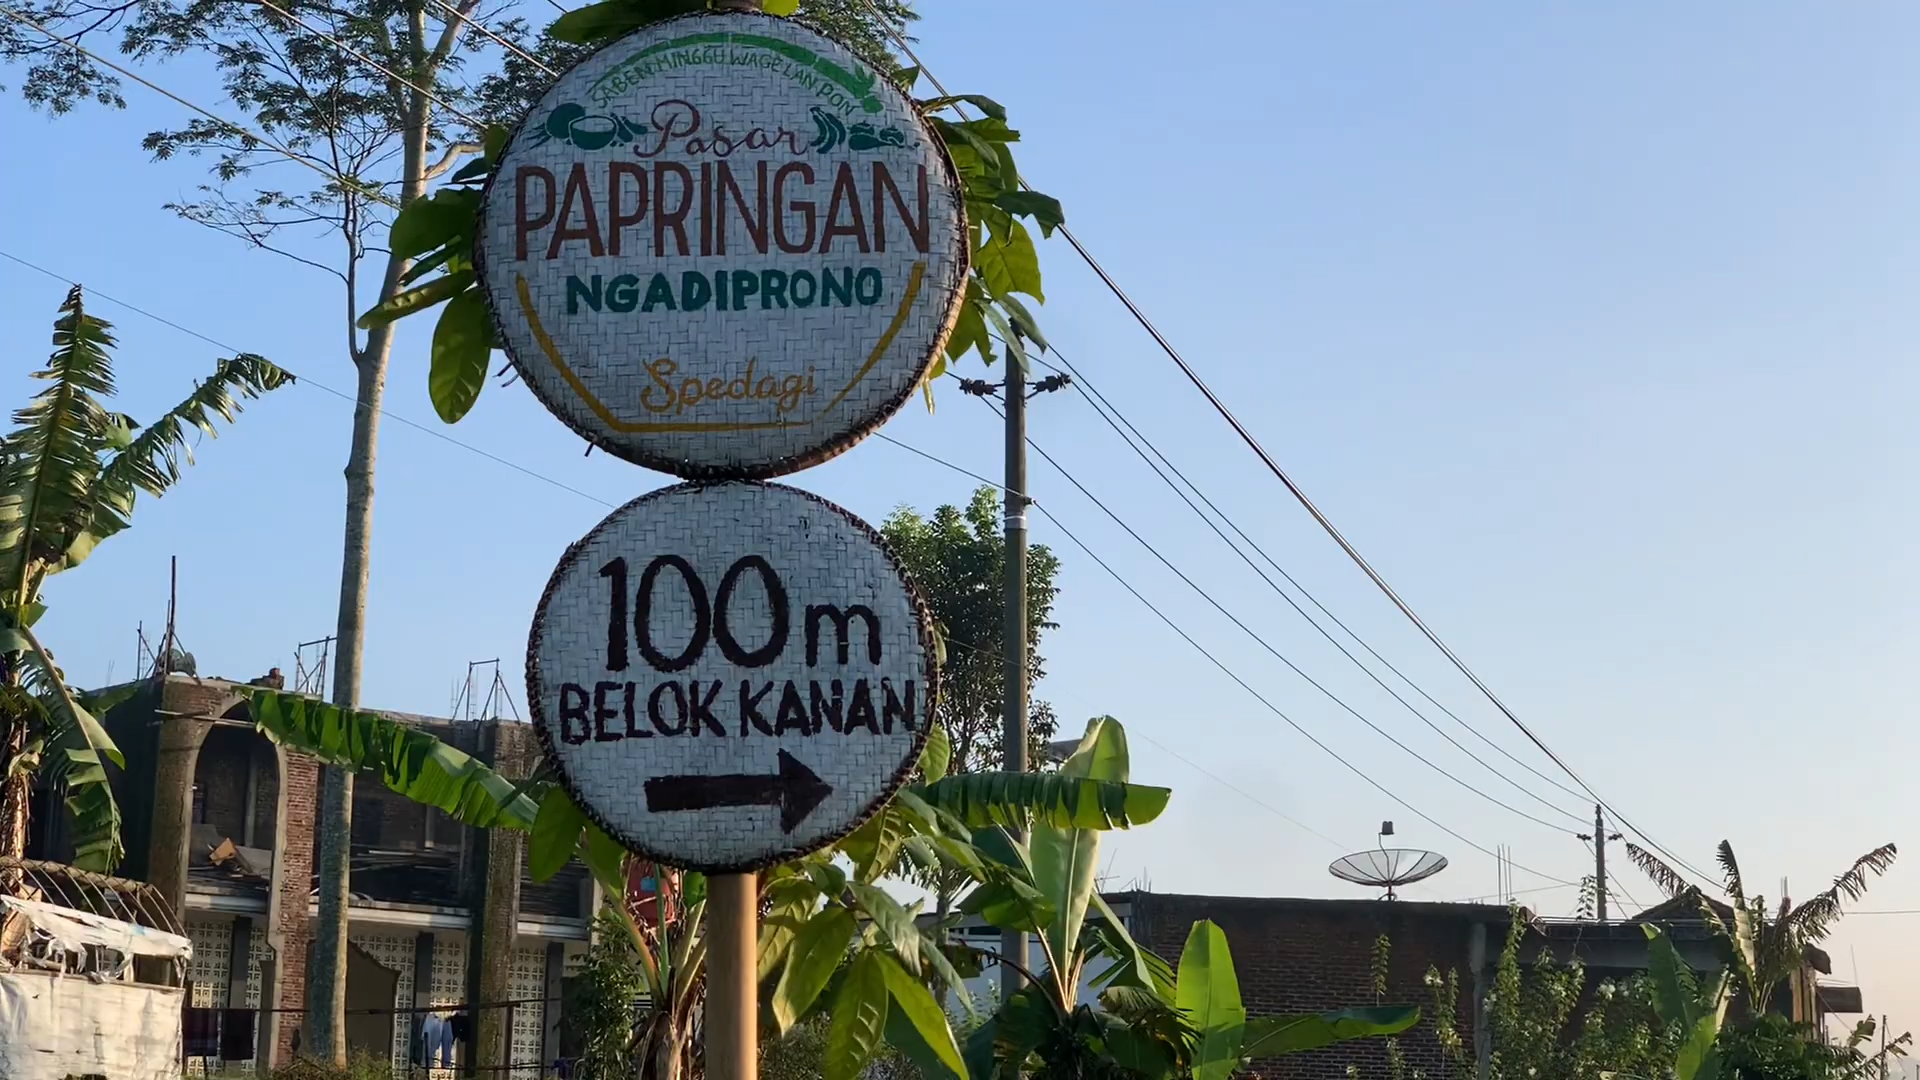 SABEN MINGGU WAGE LAN PON
Pasar
PAPRINGAN
NGADIPRONO
Spedagi
100m
BELOK KANAN